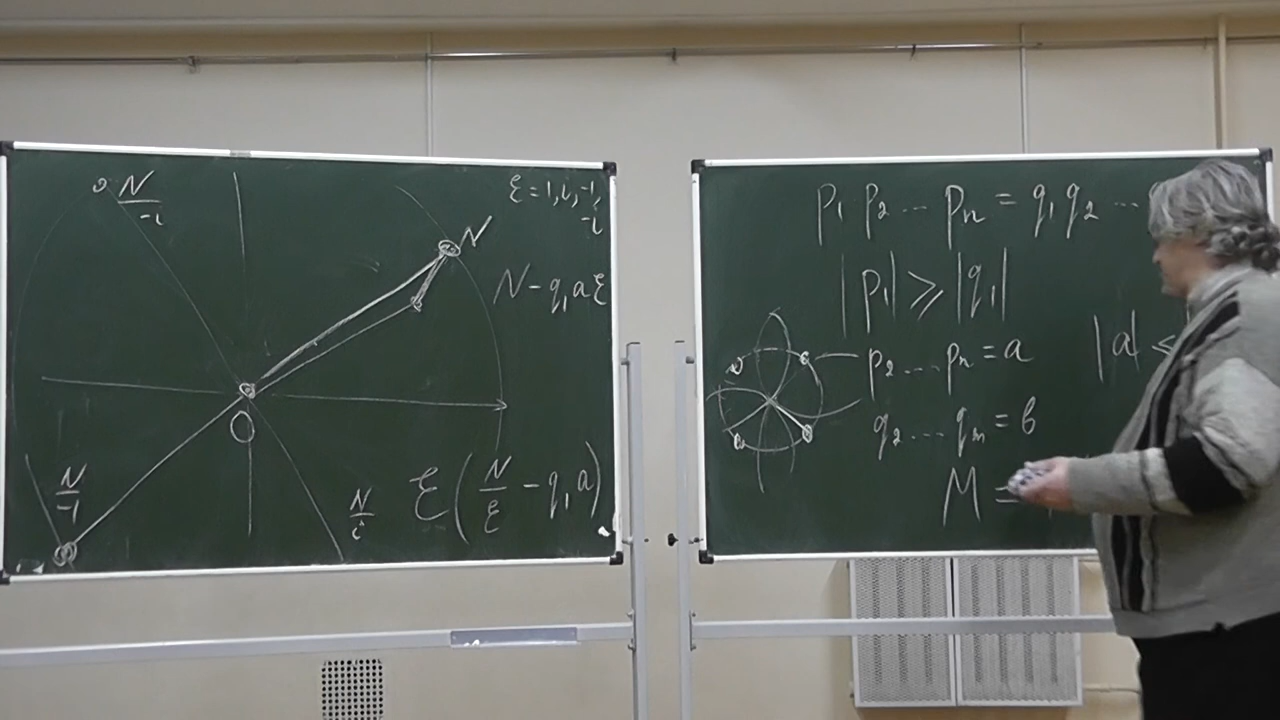 N/-i
ε = 1, i, -1,
-i
N
N - q₁aε
O
N/-1
N/i
ε(N/ε - q₁a)
p₁ p₂ ... pₙ = q₁ q₂ ...
|p₁| ⩾ |q₁|
p₂ ... pₙ = a
|a| ⩽
q₂ ... qₘ = b
M =